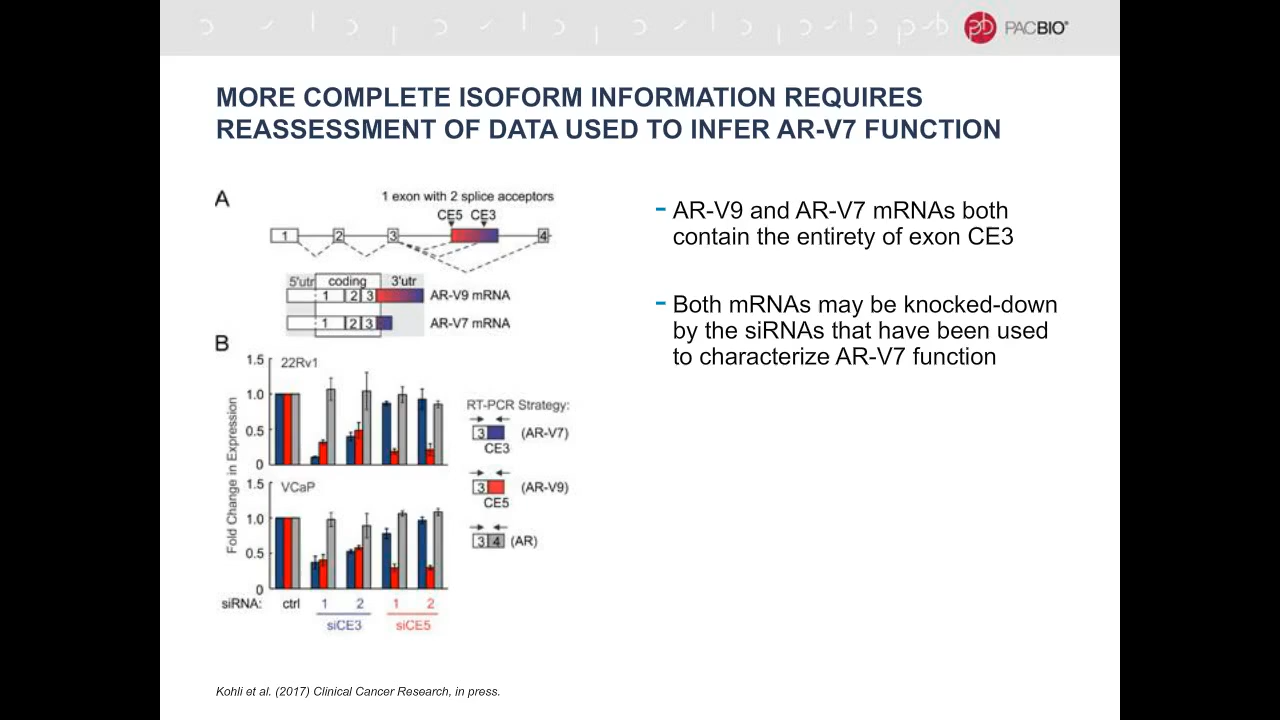 PACBIO®
MORE COMPLETE ISOFORM INFORMATION REQUIRES
REASSESSMENT OF DATA USED TO INFER AR-V7 FUNCTION
A
1 exon with 2 splice acceptors
CE5 CE3
1 2 3 4
5'utr coding 3'utr
1 2 3 AR-V9 mRNA
1 2 3 AR-V7 mRNA
B
Fold Change in Expression
1.5 22Rv1
1.0
0.5
0
1.5 VCaP
1.0
0.5
0
siRNA: ctrl 1 2 1 2
siCE3 siCE5
RT-PCR Strategy:
3 (AR-V7)
CE3
3 (AR-V9)
CE5
3 4 (AR)
- AR-V9 and AR-V7 mRNAs both
contain the entirety of exon CE3
- Both mRNAs may be knocked-down
by the siRNAs that have been used
to characterize AR-V7 function
Kohli et al. (2017) Clinical Cancer Research, in press.